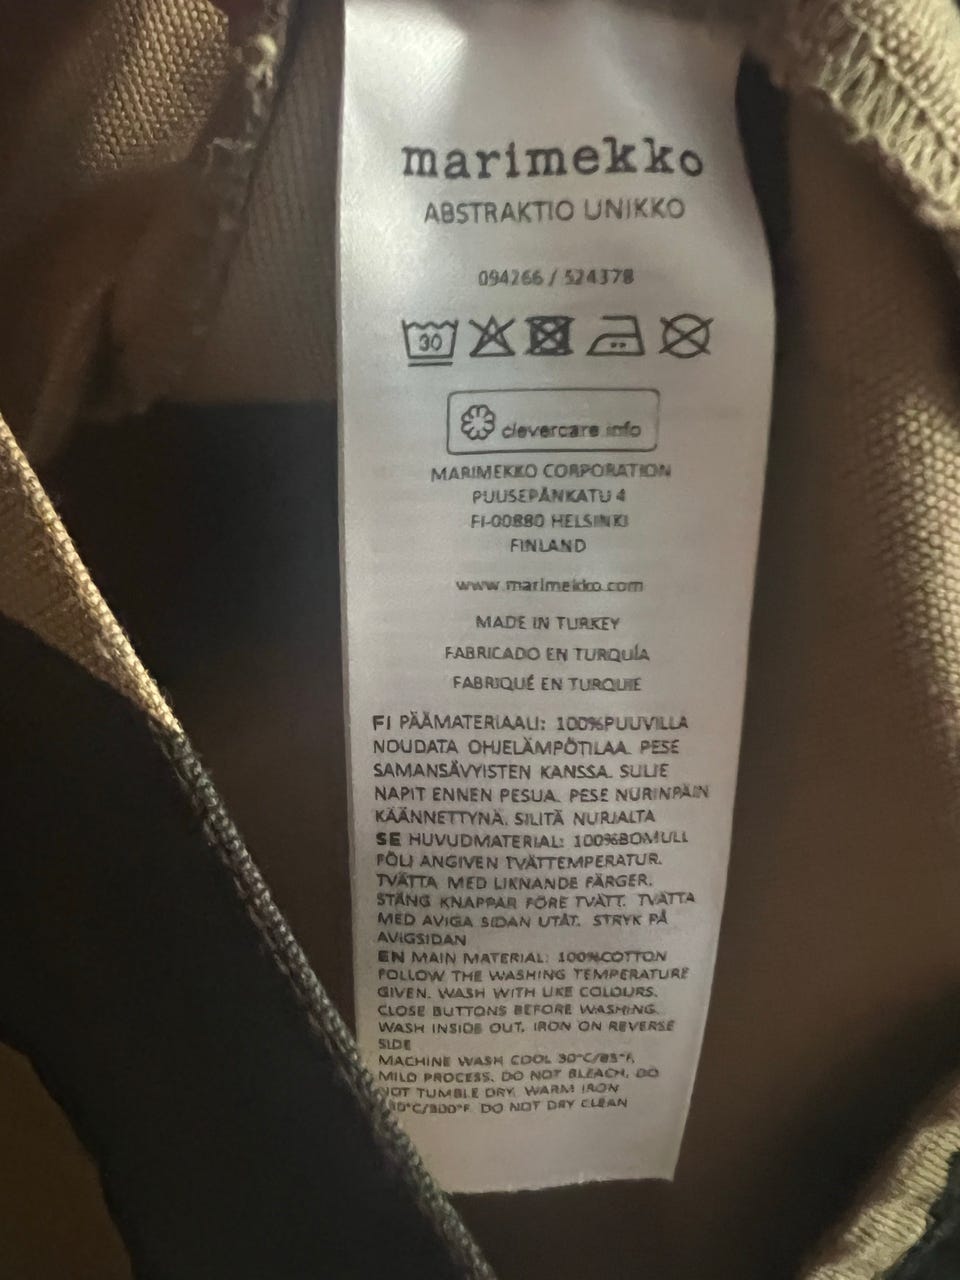 marimekko
ABSTRAKTIO UNIKKO
094266 / 524378
30
clevercare.info
MARIMEKKO CORPORATION
PUUSEPÄNKATU 4
FI-00880 HELSINKI
FINLAND
www.marimekko.com
MADE IN TURKEY
FABRICADO EN TURQUÍA
FABRIQUÉ EN TURQUIE
FI PÄÄMATERIAALI: 100%PUUVILLA
NOUDATA OHJELÄMPÖTILAA. PESE
SAMANSÄVYISTEN KANSSA. SULJE
NAPIT ENNEN PESUA. PESE NURINPÄIN
KÄÄNNETTYNÄ. SILITÄ NURJALTA
SE HUVUDMATERIAL: 100%BOMULL
FÖLJ ANGIVEN TVÄTTEMPERATUR.
TVÄTTA MED LIKNANDE FÄRGER.
STÄNG KNAPPAR FÖRE TVÄTT. TVÄTTA
MED AVIGA SIDAN UTÅT. STRYK PÅ
AVIGSIDAN
EN MAIN MATERIAL: 100%COTTON
FOLLOW THE WASHING TEMPERATURE
GIVEN. WASH WITH LIKE COLOURS.
CLOSE BUTTONS BEFORE WASHING.
WASH INSIDE OUT. IRON ON REVERSE
SIDE
MACHINE WASH COOL 30°C/85°F,
MILD PROCESS. DO NOT BLEACH. DO
NOT TUMBLE DRY. WARM IRON
DO NOT DRY CLEAN